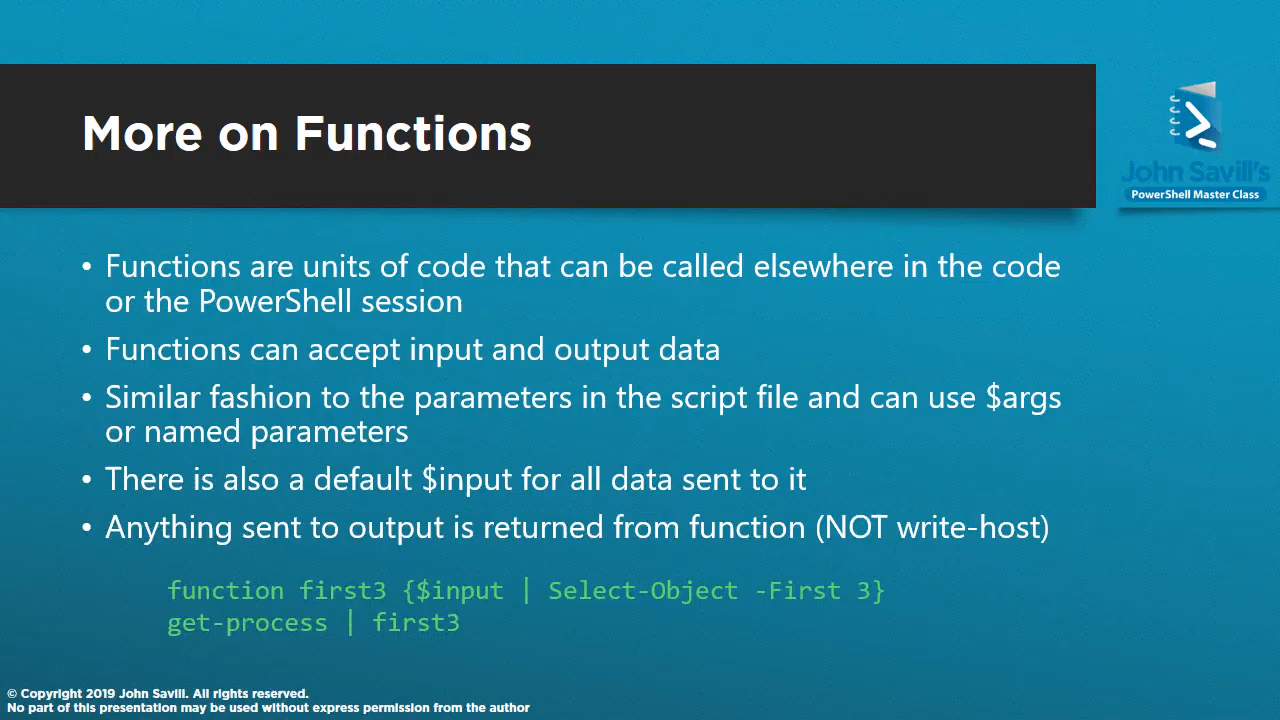 More on Functions
John Savill's
PowerShell Master Class
• Functions are units of code that can be called elsewhere in the code
or the PowerShell session
• Functions can accept input and output data
• Similar fashion to the parameters in the script file and can use $args
or named parameters
• There is also a default $input for all data sent to it
• Anything sent to output is returned from function (NOT write-host)
function first3 {$input | Select-Object -First 3}
get-process | first3
© Copyright 2019 John Savill. All rights reserved.
No part of this presentation may be used without express permission from the author